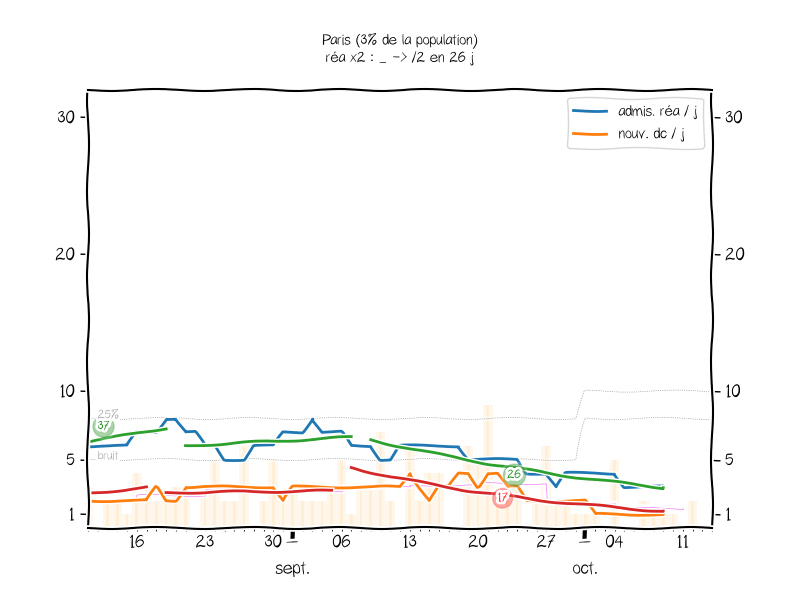 Paris (3% de la population)
réa x2 : _ -> /2 en 26 j
30
30
admis. réa / j
nouv. dc / j
20
20
10
10
25%
37
bruit
5
5
26
17
1
1
16 23 30 06 13 20 27 04 11
sept. oct.